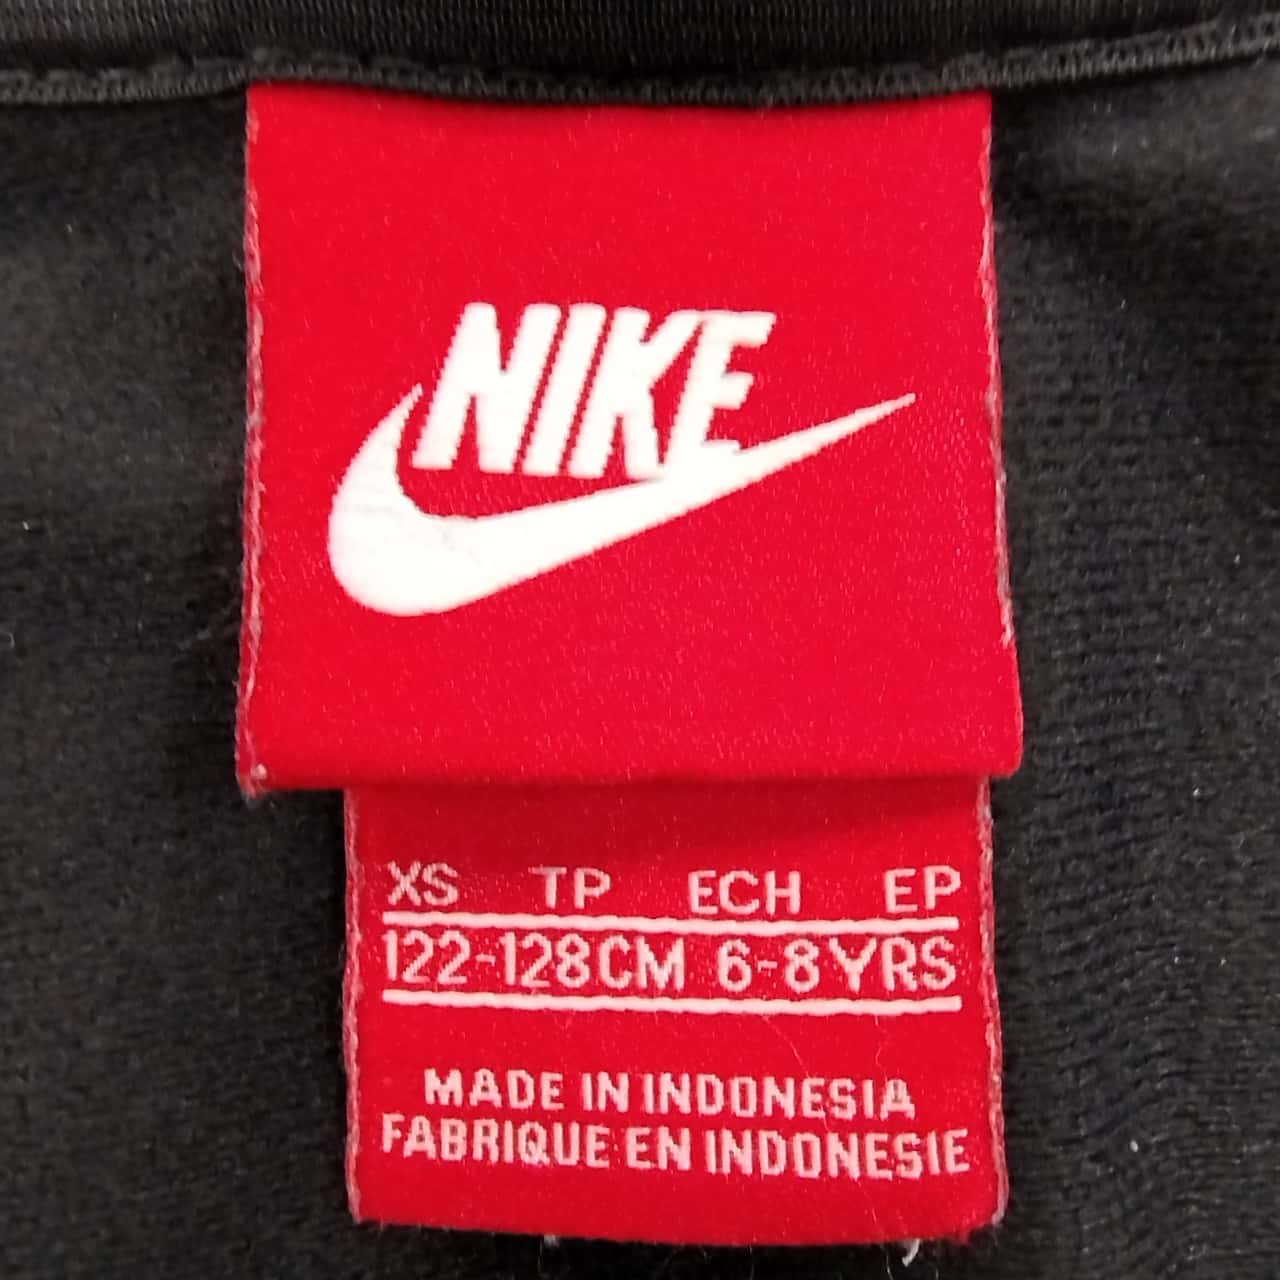 NIKE
XS TP ECH EP
122-128CM 6-8YRS
MADE IN INDONESIA
FABRIQUE EN INDONESIE